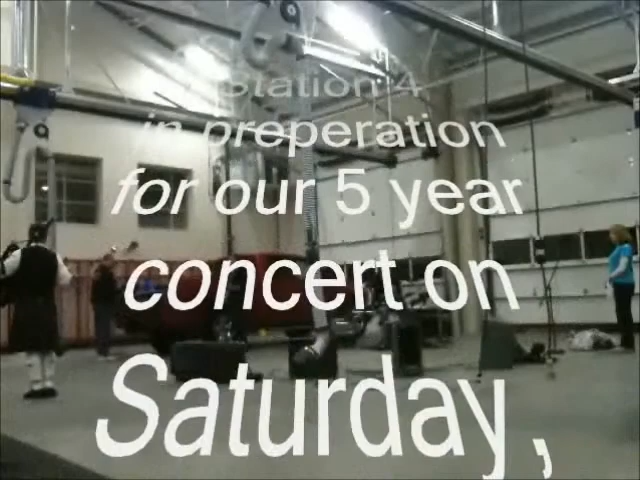 Station 4
in preperation
for our 5 year
concert on
Saturday,